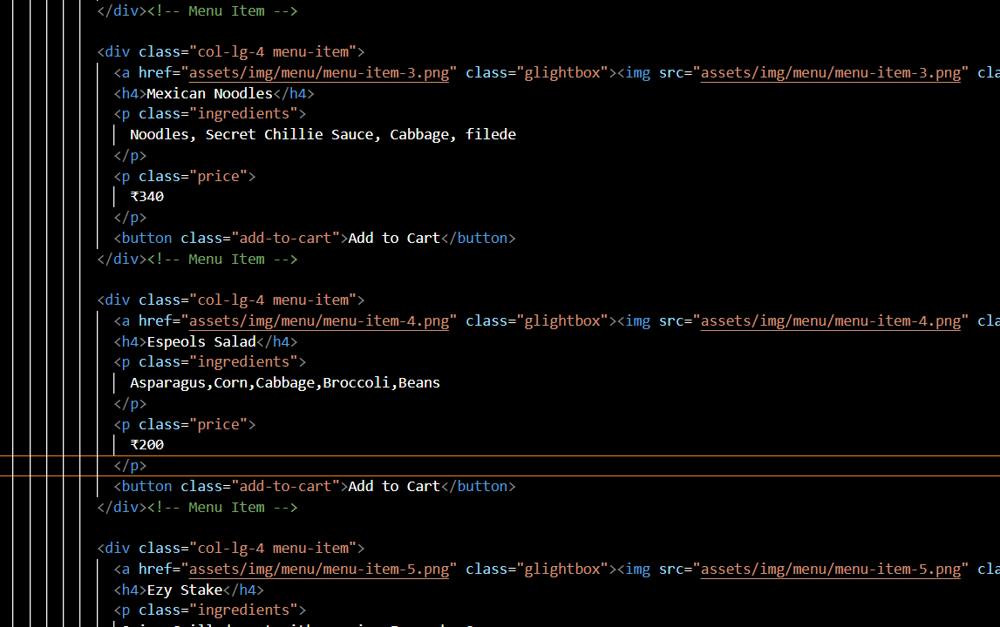 </div><!-- Menu Item -->
<div class="col-lg-4 menu-item">
<a href="assets/img/menu/menu-item-3.png" class="glightbox"><img src="assets/img/menu/menu-item-3.png" cla
<h4>Mexican Noodles</h4>
<p class="ingredients">
Noodles, Secret Chillie Sauce, Cabbage, filede
</p>
<p class="price">
₹340
</p>
<button class="add-to-cart">Add to Cart</button>
</div><!-- Menu Item -->
<div class="col-lg-4 menu-item">
<a href="assets/img/menu/menu-item-4.png" class="glightbox"><img src="assets/img/menu/menu-item-4.png" cla
<h4>Espeols Salad</h4>
<p class="ingredients">
Asparagus,Corn,Cabbage,Broccoli,Beans
</p>
<p class="price">
₹200
</p>
<button class="add-to-cart">Add to Cart</button>
</div><!-- Menu Item -->
<div class="col-lg-4 menu-item">
<a href="assets/img/menu/menu-item-5.png" class="glightbox"><img src="assets/img/menu/menu-item-5.png" cla
<h4>Ezy Stake</h4>
<p class="ingredients">